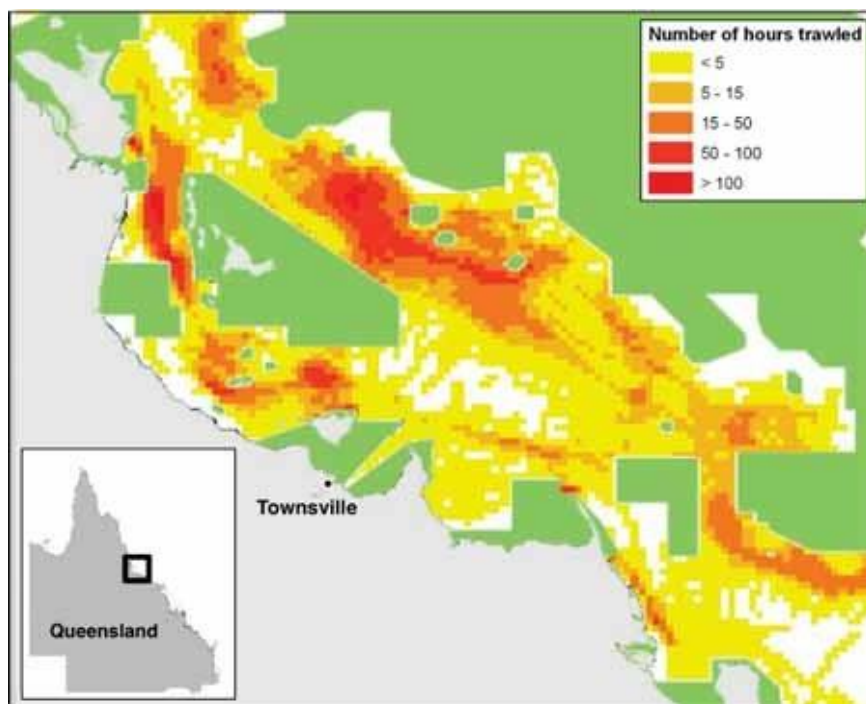 Number of hours trawled
< 5
5 - 15
15 - 50
50 - 100
> 100
Townsville
Queensland